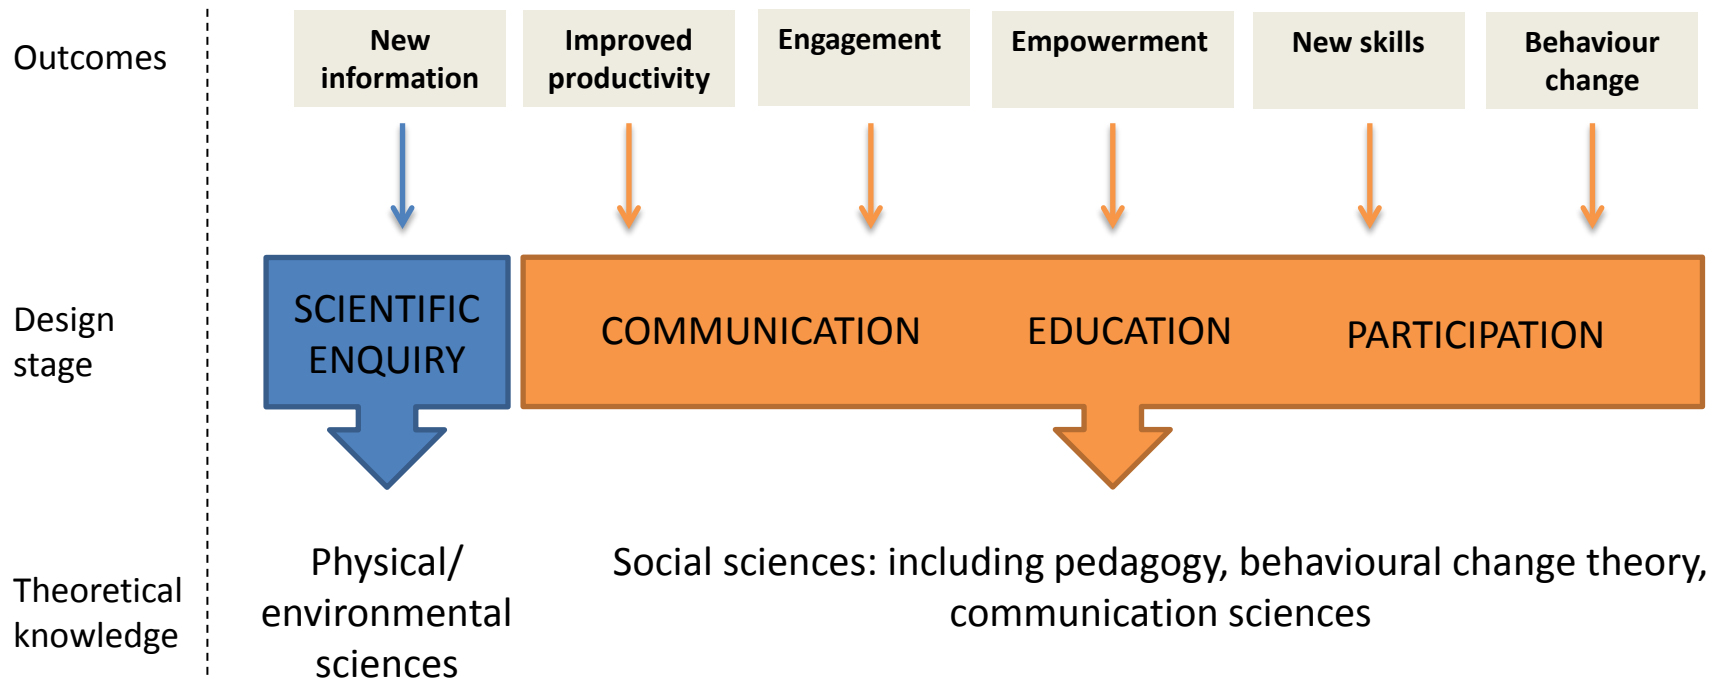 Outcomes
New
information
Improved
productivity
Engagement
Empowerment
New skills
Behaviour
change
Design
stage
SCIENTIFIC
ENQUIRY
COMMUNICATION
EDUCATION
PARTICIPATION
Theoretical
knowledge
Physical/
environmental
sciences
Social sciences: including pedagogy, behavioural change theory,
communication sciences